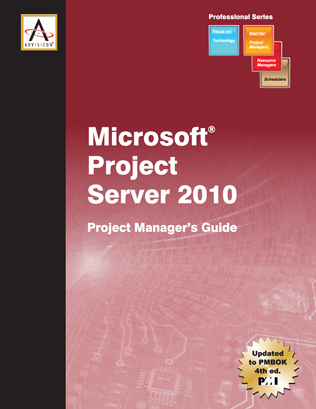 ADVISICON®
Professional Series
Focus on:
Technology
Best for:
Project
Managers
Resource
Managers
Schedulers
Microsoft®
Project
Server 2010
Project Manager's Guide
Updated
to PMBOK
4th ed.
PMI